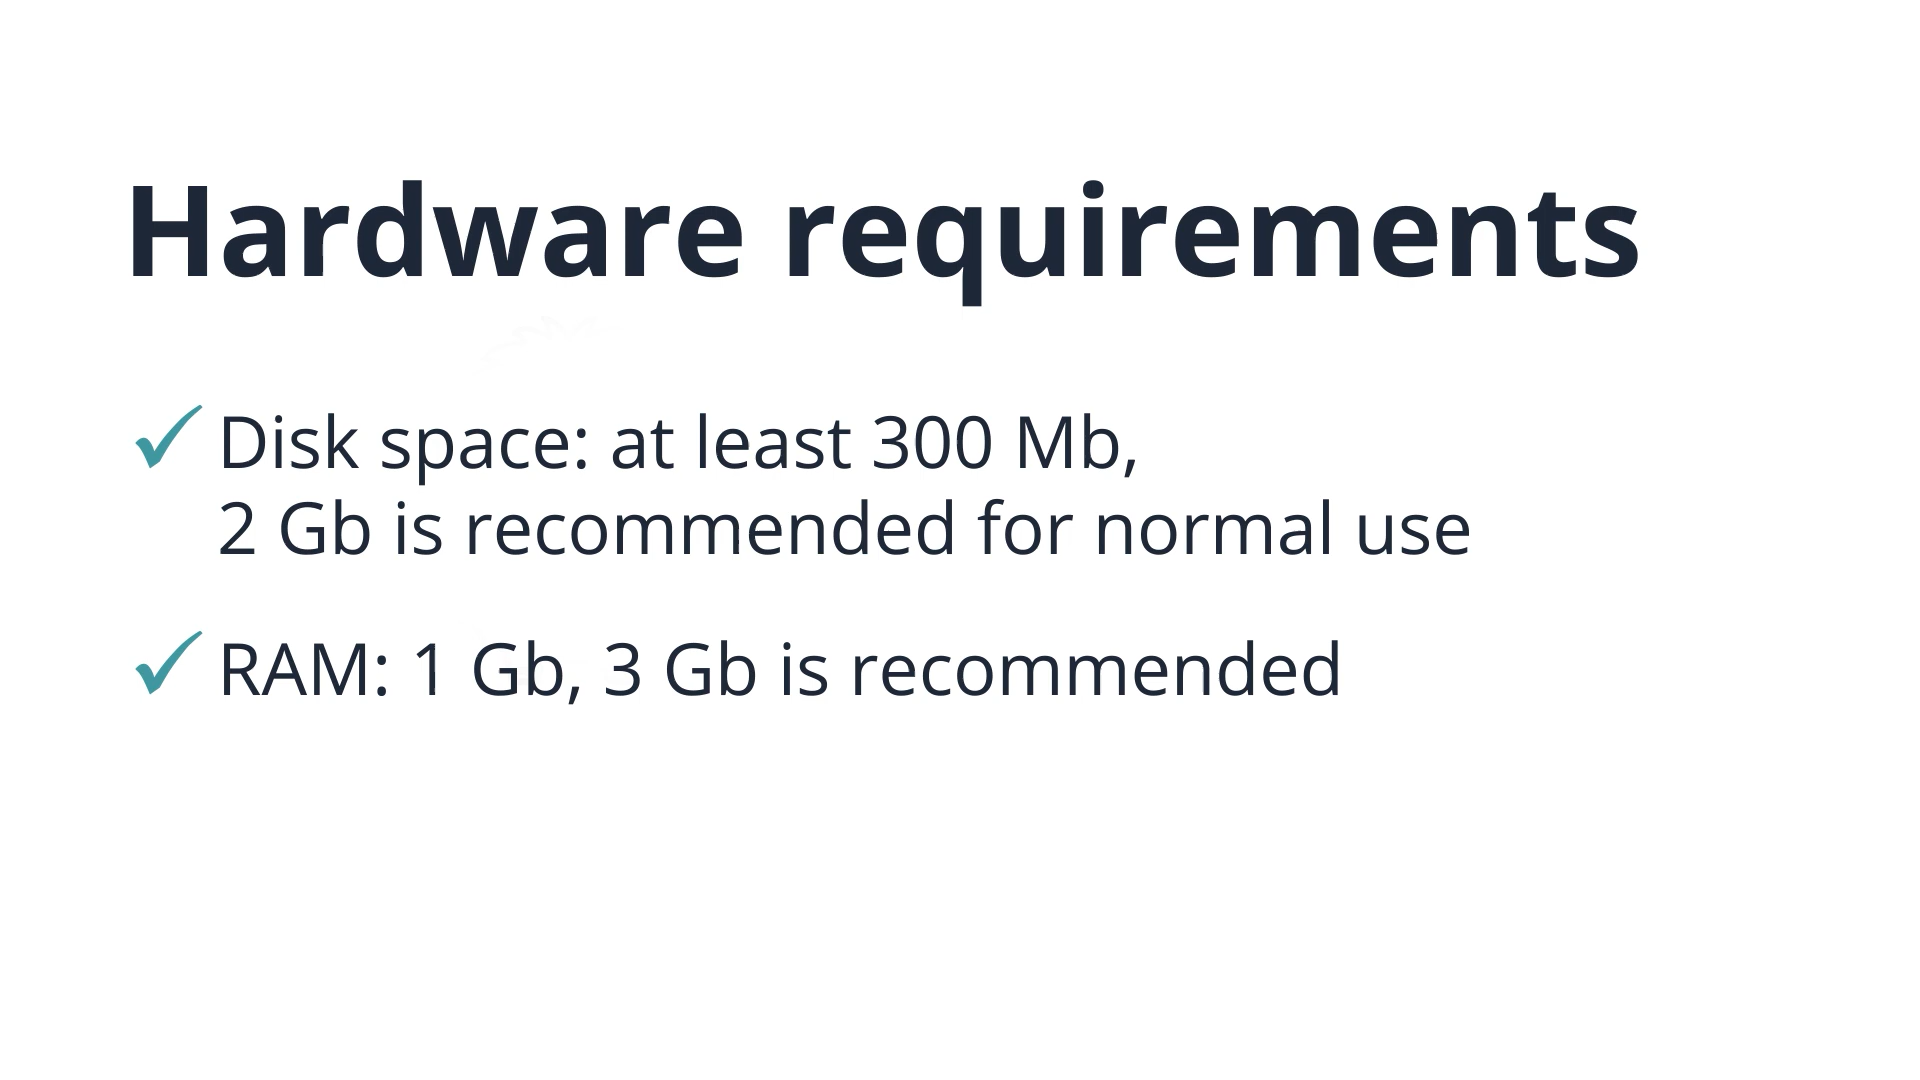 Hardware requirements
Disk space: at least 300 Mb,
2 Gb is recommended for normal use
RAM: 1 Gb, 3 Gb is recommended